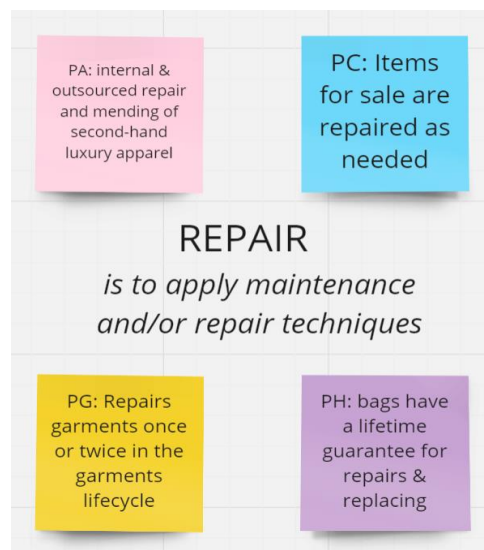 PA: internal &
outsourced repair
and mending of
second-hand
luxury apparel
PC: Items
for sale are
repaired as
needed
REPAIR
is to apply maintenance
and/or repair techniques
PG: Repairs
garments once
or twice in the
garments
lifecycle
PH: bags have
a lifetime
guarantee for
repairs &
replacing